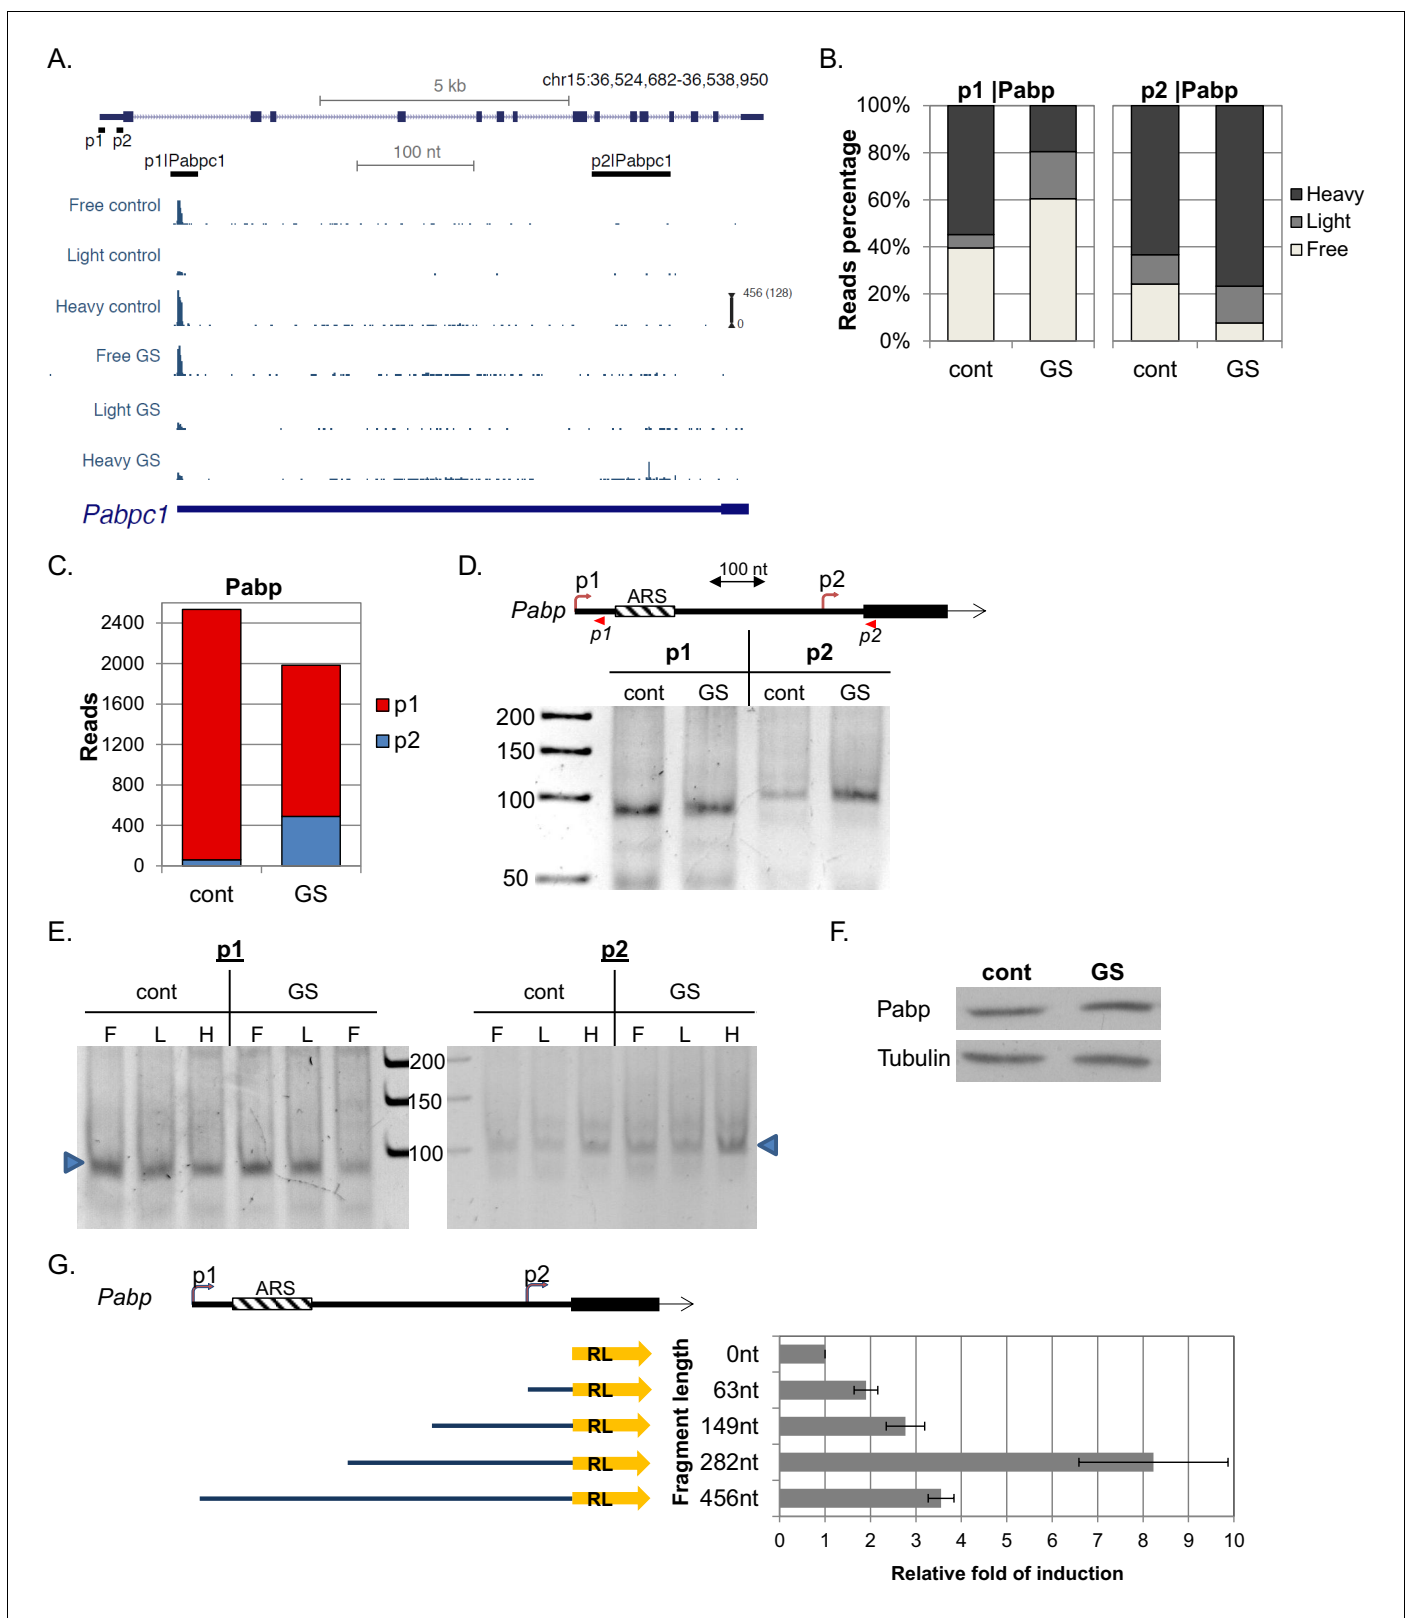 A.
5 kb
chr15:36,524,682-36,538,950
p1 p2
100 nt
p1|Pabpc1
p2|Pabpc1
Free control
Light control
Heavy control
456 (128)
0
Free GS
Light GS
Heavy GS
Pabpc1
B.
p1 |Pabp
p2 |Pabp
Reads percentage
100%
80%
60%
40%
20%
0%
cont GS
cont GS
Heavy
Light
Free
C.
Pabp
Reads
2400
2000
1600
1200
800
400
0
cont GS
p1
p2
D.
100 nt
p1
p2
Pabp
ARS
p1
p2
p1 p2
cont GS cont GS
200
150
100
50
E.
p1
cont GS
F L H F L F
200
150
100
p2
cont GS
F L H F L H
F.
cont GS
Pabp
Tubulin
G.
p1
p2
Pabp
ARS
RL
RL
RL
RL
RL
Fragment length
0nt
63nt
149nt
282nt
456nt
0 1 2 3 4 5 6 7 8 9 10
Relative fold of induction